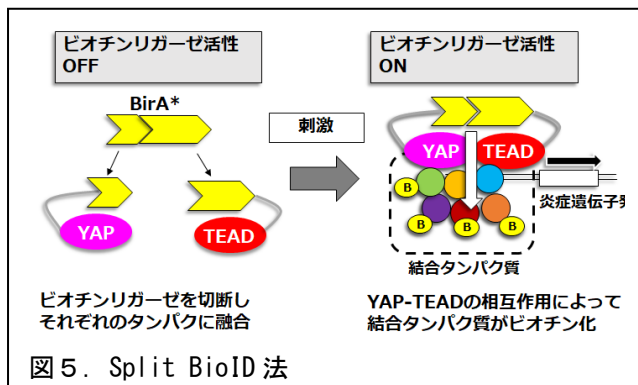 ビオチンリガーゼ活性
OFF
BirA*
YAP
TEAD
ビオチンリガーゼを切断し
それぞれのタンパクに融合
刺激
ビオチンリガーゼ活性
ON
YAP
TEAD
B
B
B
B
炎症遺伝子発
結合タンパク質
YAP-TEADの相互作用によって
結合タンパク質がビオチン化
図５. Split BioID 法